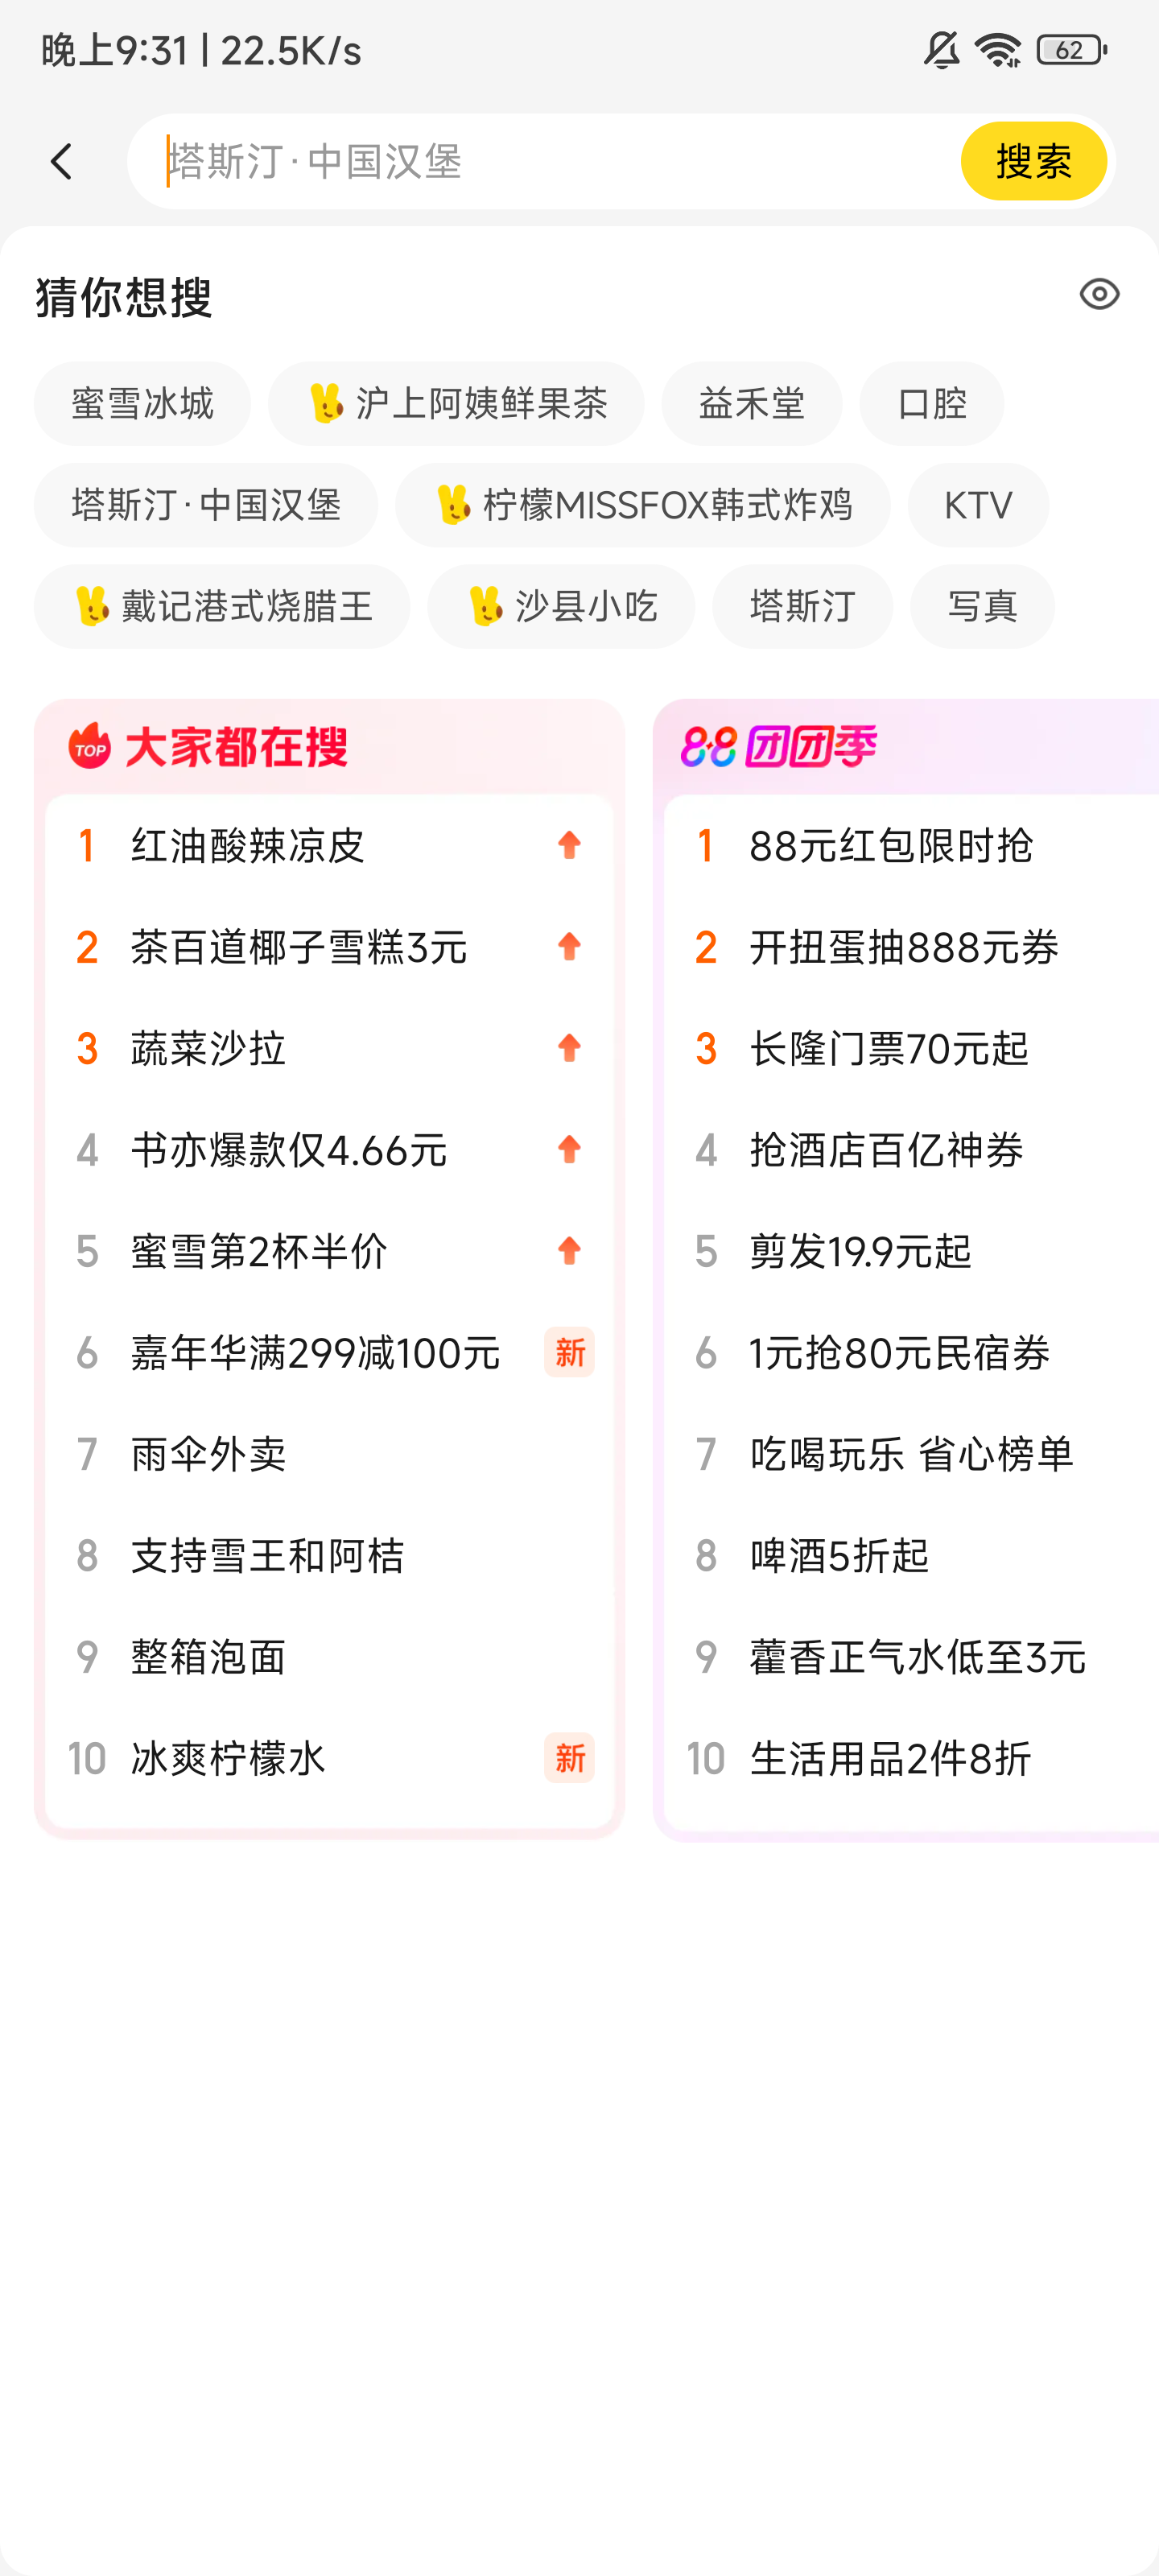 晚上9:31 | 22.5K/s
62
塔斯汀·中国汉堡
搜索
猜你想搜
蜜雪冰城
沪上阿姨鲜果茶
益禾堂
口腔
塔斯汀·中国汉堡
柠檬MISSFOX韩式炸鸡
KTV
戴记港式烧腊王
沙县小吃
塔斯汀
写真
TOP 大家都在搜
1 红油酸辣凉皮
2 茶百道椰子雪糕3元
3 蔬菜沙拉
4 书亦爆款仅4.66元
5 蜜雪第2杯半价
6 嘉年华满299减100元 新
7 雨伞外卖
8 支持雪王和阿桔
9 整箱泡面
10 冰爽柠檬水 新
88 团团季
1 88元红包限时抢
2 开扭蛋抽888元券
3 长隆门票70元起
4 抢酒店百亿神券
5 剪发19.9元起
6 1元抢80元民宿券
7 吃喝玩乐 省心榜单
8 啤酒5折起
9 藿香正气水低至3元
10 生活用品2件8折